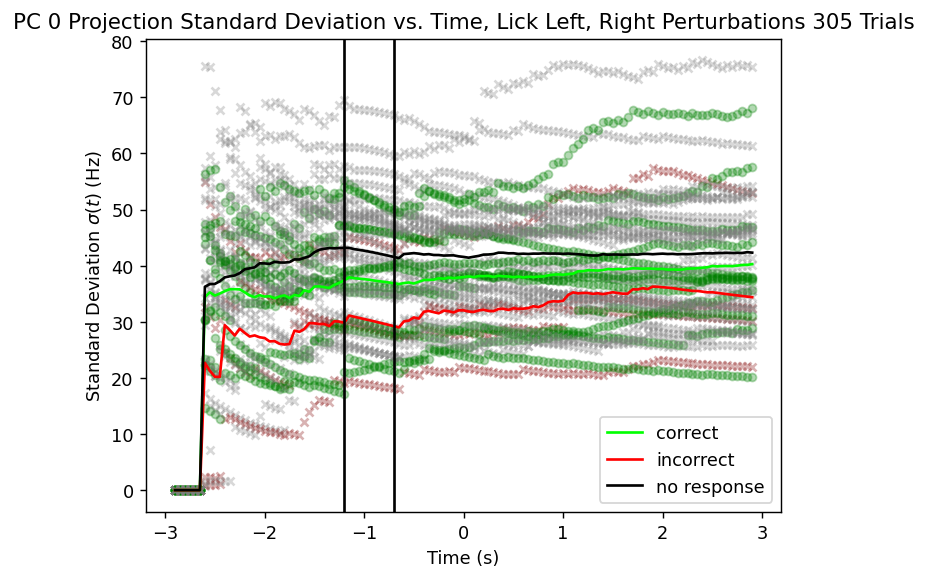 PC 0 Projection Standard Deviation vs. Time, Lick Left, Right Perturbations 305 Trials
Standard Deviation σ(t) (Hz)
80
70
60
50
40
30
20
10
0
−3
−2
−1
0
1
2
3
Time (s)
correct
incorrect
no response